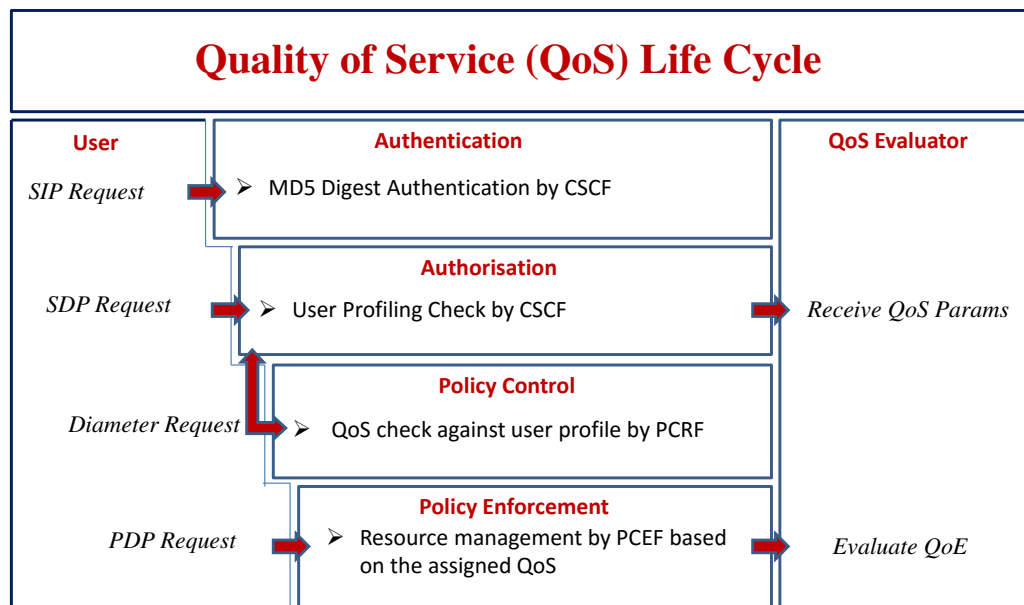 Quality of Service (QoS) Life Cycle
User
Authentication
QoS Evaluator
SIP Request
➢ MD5 Digest Authentication by CSCF
Authorisation
SDP Request
➢ User Profiling Check by CSCF
Receive QoS Params
Policy Control
Diameter Request
➢ QoS check against user profile by PCRF
Policy Enforcement
PDP Request
➢ Resource management by PCEF based
on the assigned QoS
Evaluate QoE